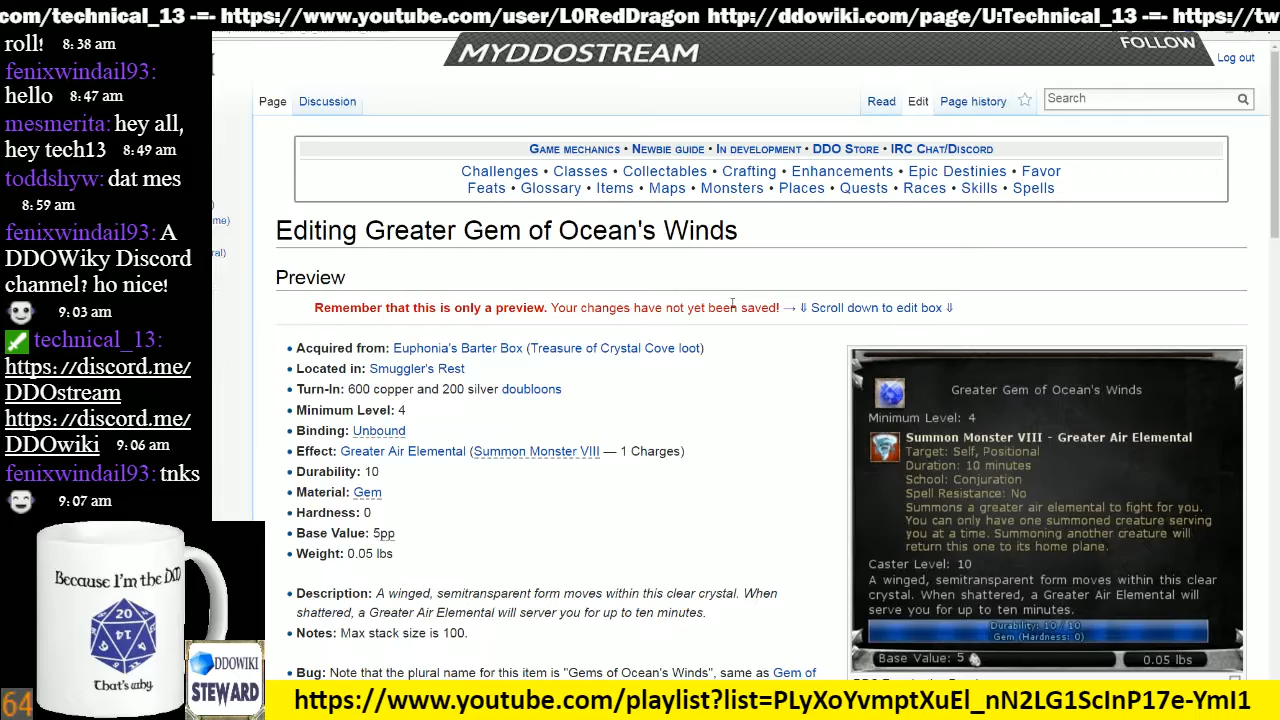 com/technical_13 -=- https://www.youtube.com/user/L0RedDragon http://ddowiki.com/page/U:Technical_13 -=- https://tw
roll! 8:38 am
fenixwindail93:
hello 8:47 am
mesmerita: hey all,
hey tech13 8:49 am
toddshyw: dat mes
8:59 am
fenixwindail93: A
DDOWiky Discord
channel? ho nice!
9:03 am
technical_13:
https://discord.me/
DDOstream
https://discord.me/
DDOwiki 9:06 am
fenixwindail93: tnks
9:07 am
Because I'm the DM
20
14
That's why.
DDOWIKI
STEWARD
64
MYDDOSTREAM
FOLLOW
Log out
Page Discussion
Read Edit Page history
Search
me)
ral)
Game mechanics • Newbie guide • In development • DDO Store • IRC Chat/Discord
Challenges • Classes • Collectables • Crafting • Enhancements • Epic Destinies • Favor
Feats • Glossary • Items • Maps • Monsters • Places • Quests • Races • Skills • Spells
Editing Greater Gem of Ocean's Winds
Preview
Remember that this is only a preview. Your changes have not yet been saved! → ⇓ Scroll down to edit box ⇓
• Acquired from: Euphonia's Barter Box (Treasure of Crystal Cove loot)
• Located in: Smuggler's Rest
• Turn-In: 600 copper and 200 silver doubloons
• Minimum Level: 4
• Binding: Unbound
• Effect: Greater Air Elemental (Summon Monster VIII — 1 Charges)
• Durability: 10
• Material: Gem
• Hardness: 0
• Base Value: 5pp
• Weight: 0.05 lbs
• Description: A winged, semitransparent form moves within this clear crystal. When
shattered, a Greater Air Elemental will server you for up to ten minutes.
• Notes: Max stack size is 100.
• Bug: Note that the plural name for this item is "Gems of Ocean's Winds", same as Gem of
Greater Gem of Ocean's Winds
Minimum Level: 4
Summon Monster VIII - Greater Air Elemental
Target: Self, Positional
Duration: 10 minutes
School: Conjuration
Spell Resistance: No
Summons a greater air elemental to fight for you.
You can only have one summoned creature serving
you at a time. Summoning another creature will
return this one to its home plane.
Caster Level: 10
A winged, semitransparent form moves within this clear
crystal. When shattered, a Greater Air Elemental will
serve you for up to ten minutes.
Durability: 10 / 10
Gem (Hardness: 0)
Base Value: 5
0.05 lbs
https://www.youtube.com/playlist?list=PLyXoYvmptXuEl_nN2LG1ScInP17e-YmI1